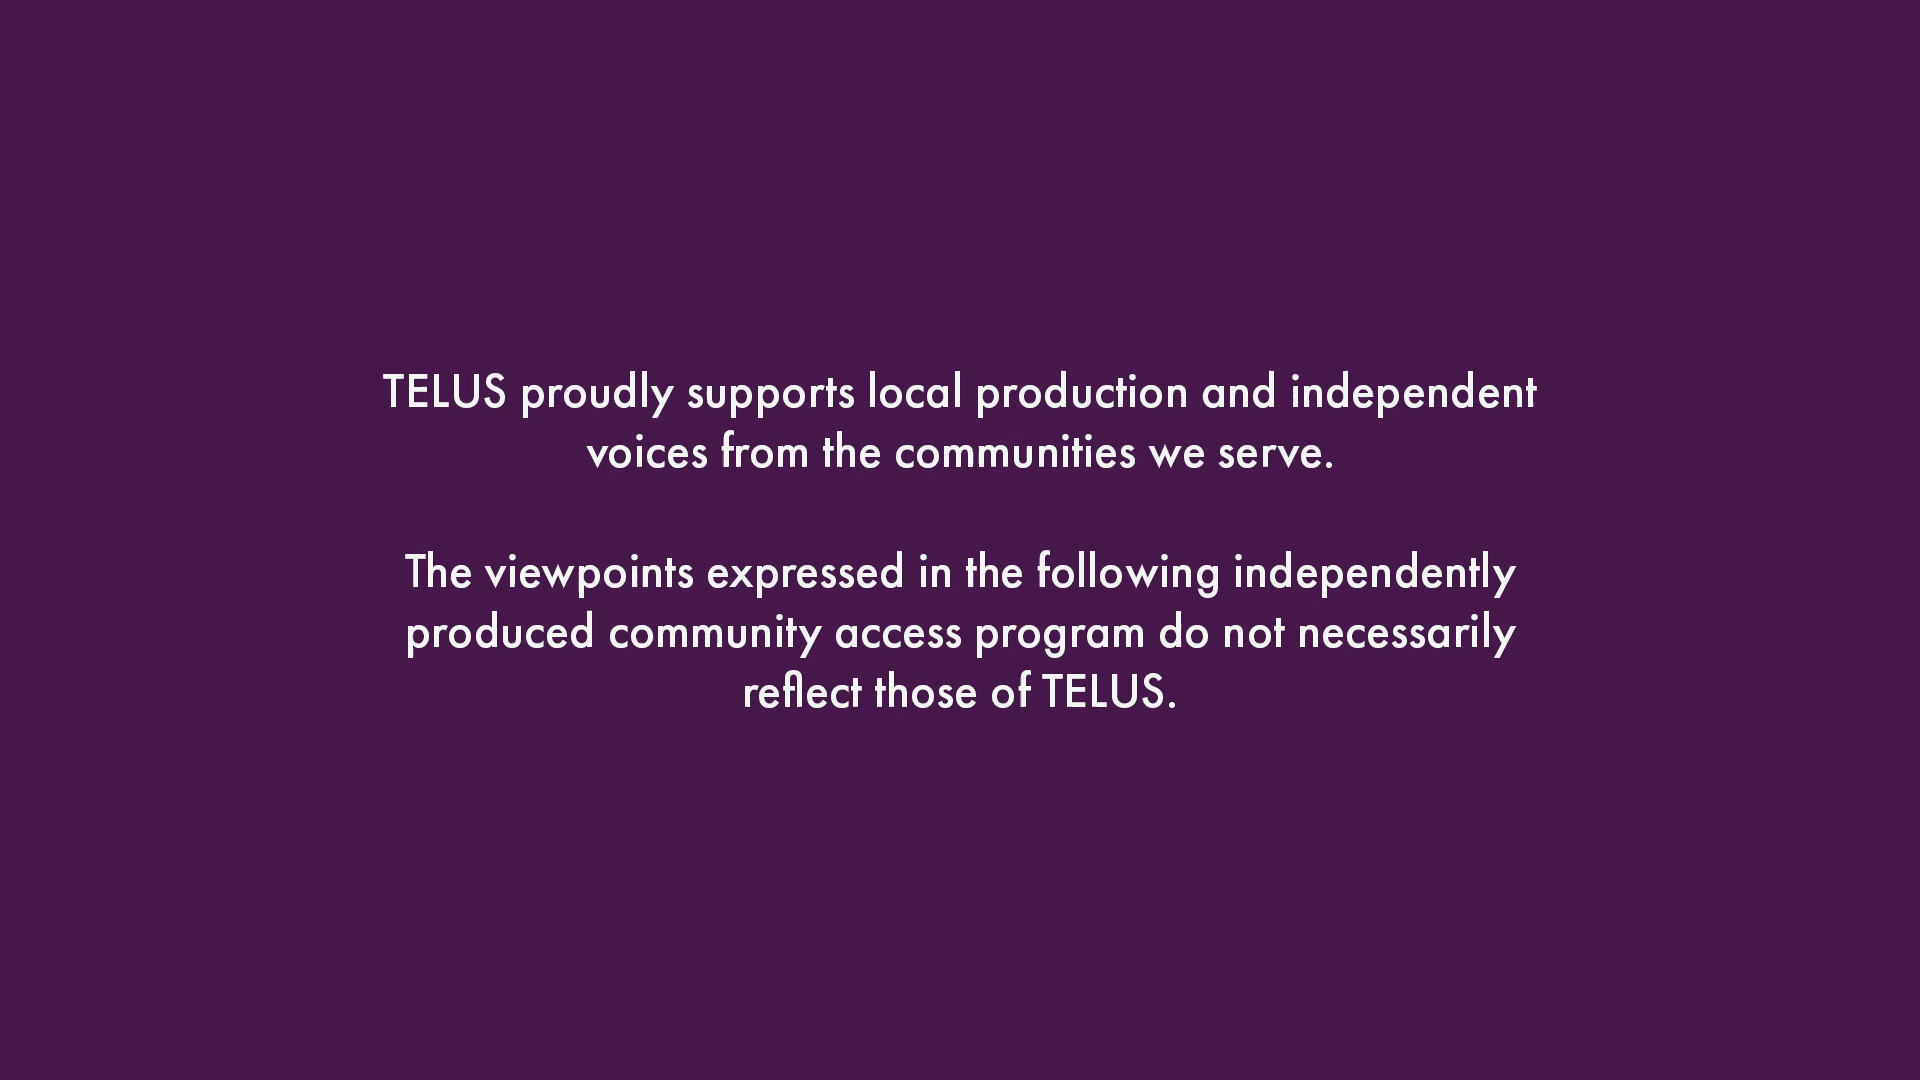 TELUS proudly supports local production and independent
voices from the communities we serve.
The viewpoints expressed in the following independently
produced community access program do not necessarily
reflect those of TELUS.